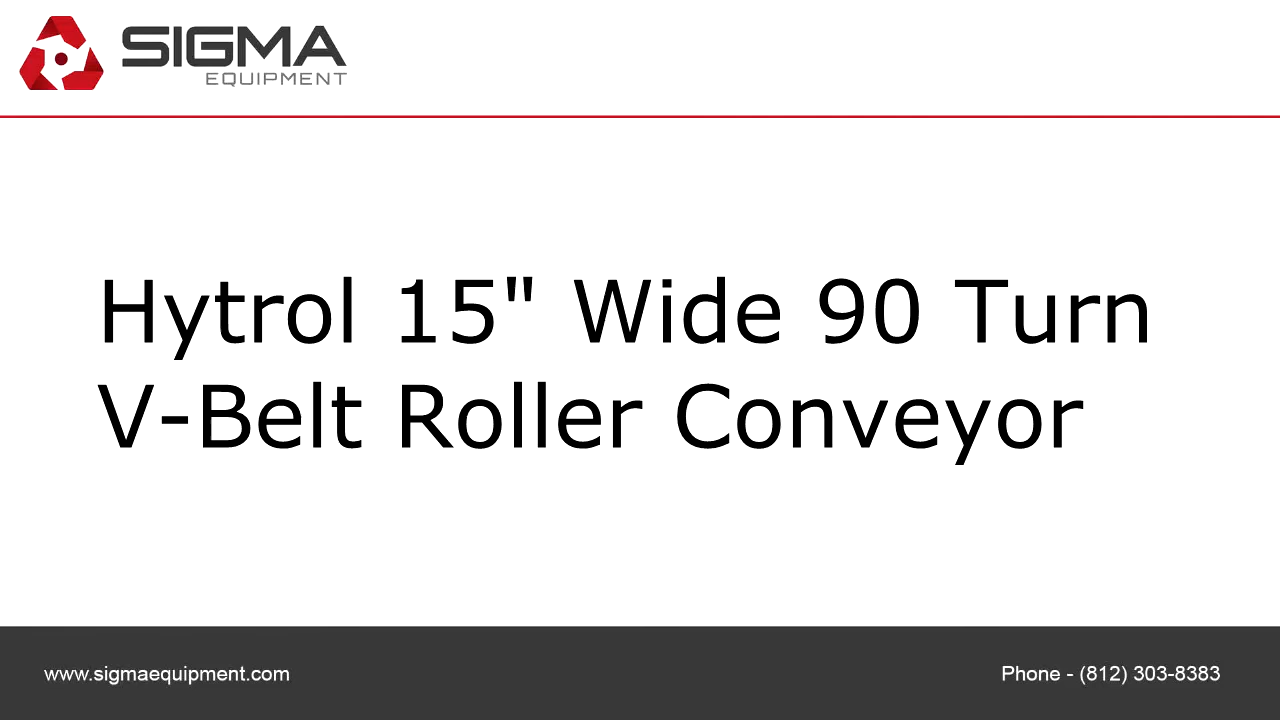 SIGMA
EQUIPMENT
Hytrol 15" Wide 90 Turn
V-Belt Roller Conveyor
www.sigmaequipment.com
Phone - (812) 303-8383